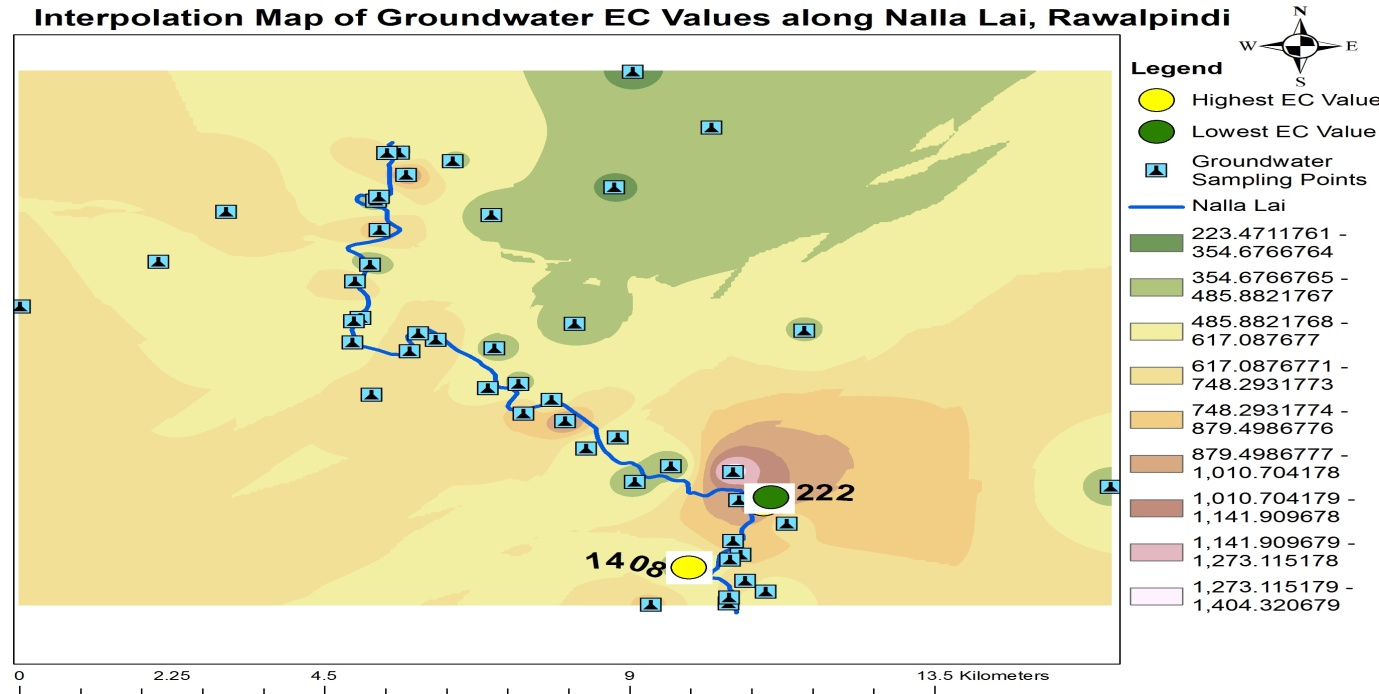 Interpolation Map of Groundwater EC Values along Nalla Lai, Rawalpindi
N
W E
S
Legend
Highest EC Value
Lowest EC Value
Groundwater
Sampling Points
Nalla Lai
223.4711761 -
354.6766764
354.6766765 -
485.8821767
485.8821768 -
617.087677
617.0876771 -
748.2931773
748.2931774 -
879.4986776
879.4986777 -
1,010.704178
1,010.704179 -
1,141.909678
1,141.909679 -
1,273.115178
1,273.115179 -
1,404.320679
222
1408
0 2.25 4.5 9 13.5 Kilometers